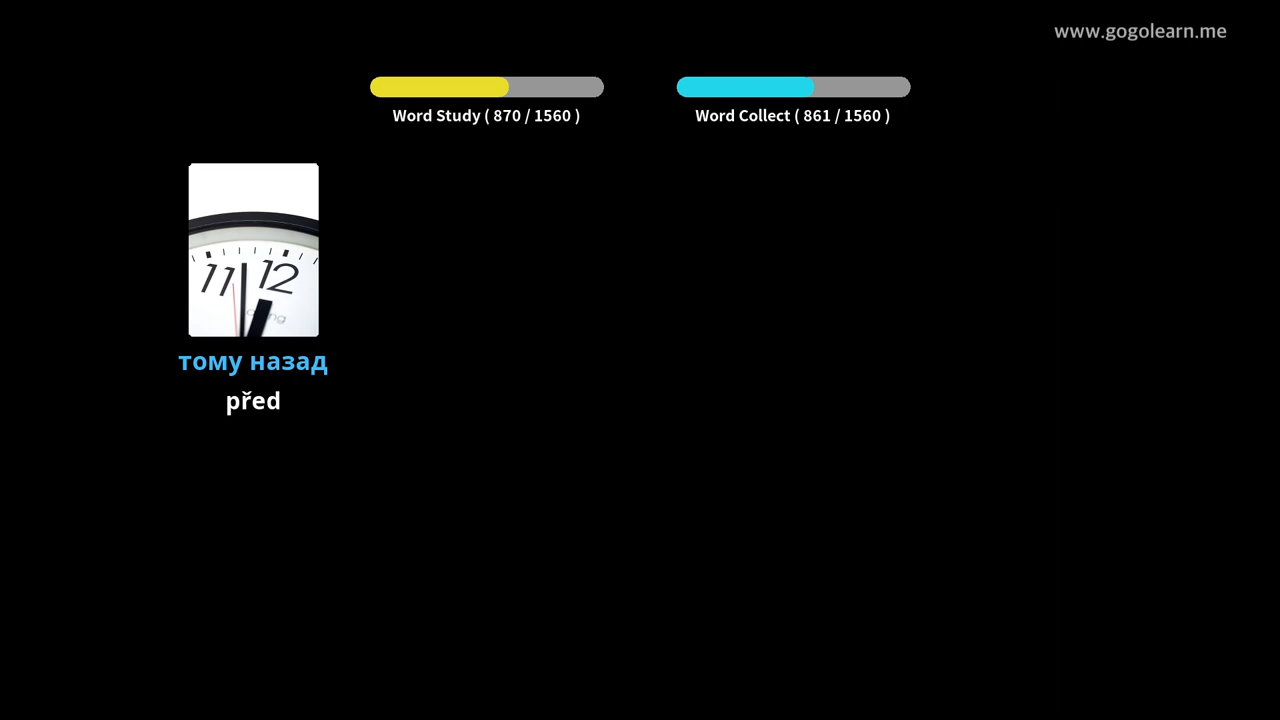 www.gogolearn.me
Word Study ( 870 / 1560 )
Word Collect ( 861 / 1560 )
11 12
тому назад
před